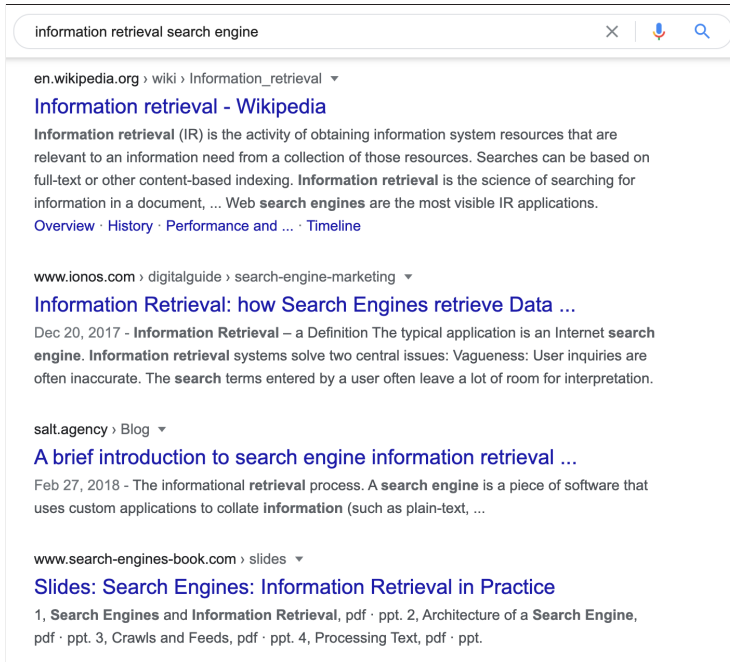 information retrieval search engine
en.wikipedia.org › wiki › Information_retrieval
Information retrieval - Wikipedia
Information retrieval (IR) is the activity of obtaining information system resources that are
relevant to an information need from a collection of those resources. Searches can be based on
full-text or other content-based indexing. Information retrieval is the science of searching for
information in a document, ... Web search engines are the most visible IR applications.
Overview · History · Performance and ... · Timeline
www.ionos.com › digitalguide › search-engine-marketing
Information Retrieval: how Search Engines retrieve Data ...
Dec 20, 2017 - Information Retrieval – a Definition The typical application is an Internet search
engine. Information retrieval systems solve two central issues: Vagueness: User inquiries are
often inaccurate. The search terms entered by a user often leave a lot of room for interpretation.
salt.agency › Blog
A brief introduction to search engine information retrieval ...
Feb 27, 2018 - The informational retrieval process. A search engine is a piece of software that
uses custom applications to collate information (such as plain-text, ...
www.search-engines-book.com › slides
Slides: Search Engines: Information Retrieval in Practice
1, Search Engines and Information Retrieval, pdf · ppt. 2, Architecture of a Search Engine,
pdf · ppt. 3, Crawls and Feeds, pdf · ppt. 4, Processing Text, pdf · ppt.